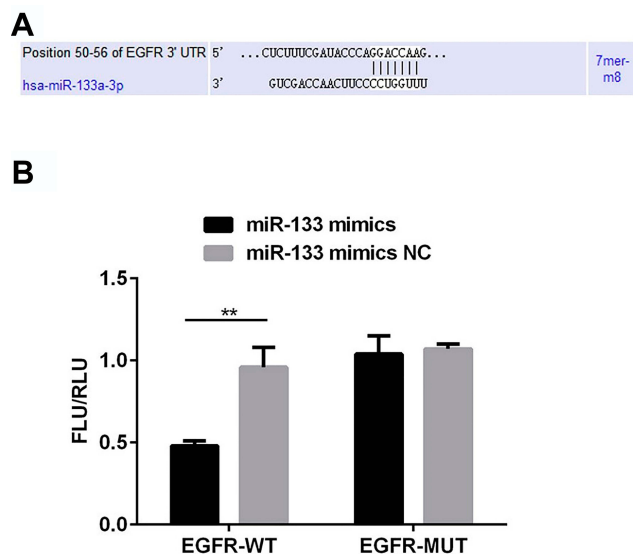 A
Position 50-56 of EGFR 3' UTR 5' ...CUCUUUCGAUACCCAGGACCAAG...
hsa-miR-133a-3p 3' GUCGACCAACUUCCCCUGGUUU
7mer-
m8
B
miR-133 mimics
miR-133 mimics NC
**
1.5
1.0
0.5
0.0
FLU/RLU
EGFR-WT EGFR-MUT